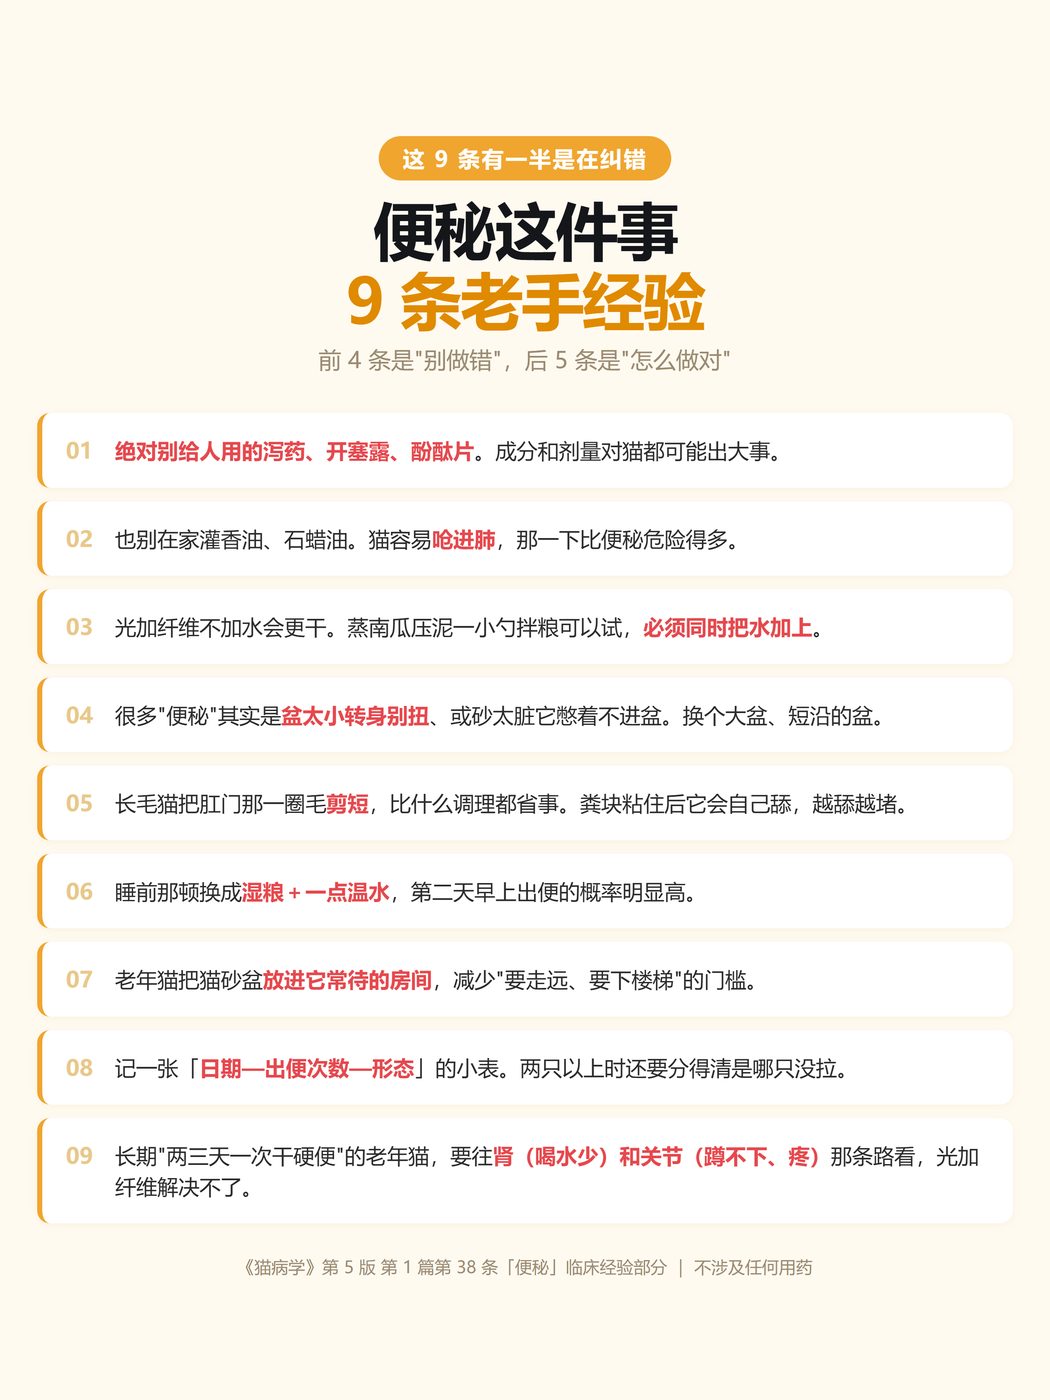 这 9 条有一半是在纠错
便秘这件事
9 条老手经验
前 4 条是"别做错"，后 5 条是"怎么做对"
01 绝对别给人用的泻药、开塞露、酚酞片。成分和剂量对猫都可能出大事。
02 也别在家灌香油、石蜡油。猫容易呛进肺，那一下比便秘危险得多。
03 光加纤维不加水会更干。蒸南瓜压泥一小勺拌粮可以试，必须同时把水加上。
04 很多"便秘"其实是盆太小转身别扭、或砂太脏它憋着不进盆。换个大盆、短沿的盆。
05 长毛猫把肛门那一圈毛剪短，比什么调理都省事。粪块粘住后它会自己舔，越舔越堵。
06 睡前那顿换成湿粮 + 一点温水，第二天早上出便的概率明显高。
07 老年猫把猫砂盆放进它常待的房间，减少"要走远、要下楼梯"的门槛。
08 记一张「日期—出便次数—形态」的小表。两只以上时还要分得清是哪只没拉。
09 长期"两三天一次干硬便"的老年猫，要往肾（喝水少）和关节（蹲不下、疼）那条路看，光加
纤维解决不了。
《猫病学》第 5 版 第 1 篇第 38 条「便秘」临床经验部分 ｜ 不涉及任何用药